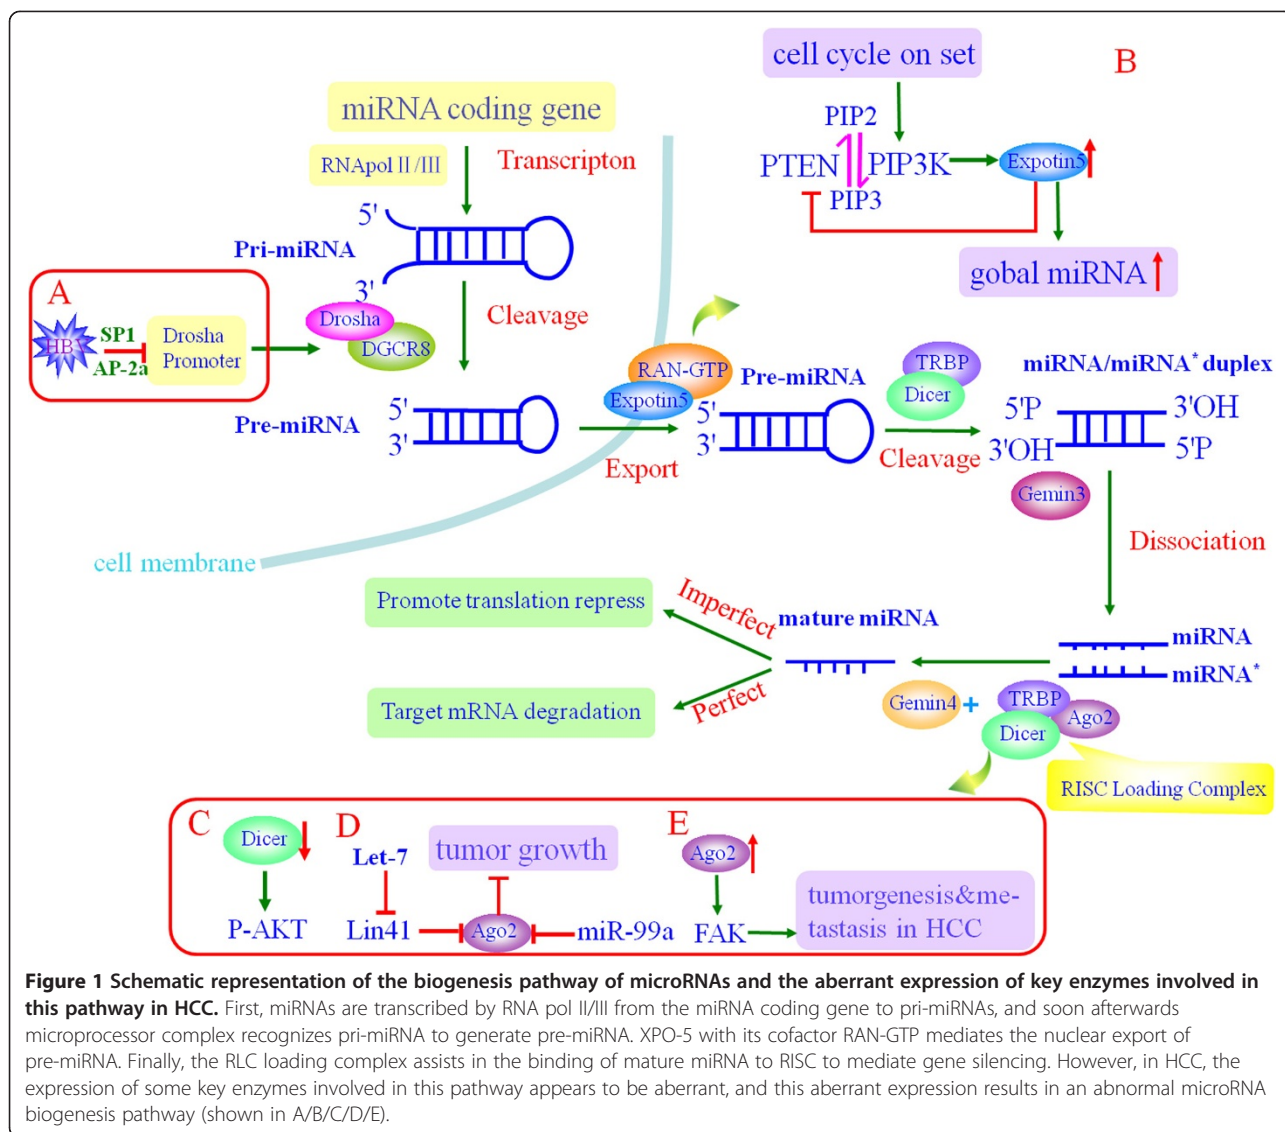 cell cycle on set
B
miRNA coding gene
PIP2
RNApol II/III
Transcripton
PTEN
PIP3K
Expotin5
PIP3
5'
Pri-miRNA
3'
gobal miRNA
A
Cleavage
Drosha
DGCR8
HBV
SP1
AP-2a
Drosha
Promoter
RAN-GTP
Expotin5
Pre-miRNA
TRBP
Dicer
miRNA/miRNA* duplex
Pre-miRNA
5'
3'
5'
3'
5'P
3'OH
3'OH
5'P
Export
Cleavage
Gemin3
Dissociation
cell membrane
Promote translation repress
Imperfect
mature miRNA
miRNA
miRNA*
Target mRNA degradation
Perfect
Gemin4
+
TRBP
Ago2
Dicer
RISC Loading Complex
C
Dicer
P-AKT
D
Let-7
Lin41
tumor growth
Ago2
miR-99a
E
Ago2
FAK
tumorgenesis&me-
tastasis in HCC
Figure 1 Schematic representation of the biogenesis pathway of microRNAs and the aberrant expression of key enzymes involved in
this pathway in HCC. First, miRNAs are transcribed by RNA pol II/III from the miRNA coding gene to pri-miRNAs, and soon afterwards
microprocessor complex recognizes pri-miRNA to generate pre-miRNA. XPO-5 with its cofactor RAN-GTP mediates the nuclear export of
pre-miRNA. Finally, the RLC loading complex assists in the binding of mature miRNA to RISC to mediate gene silencing. However, in HCC, the
expression of some key enzymes involved in this pathway appears to be aberrant, and this aberrant expression results in an abnormal microRNA
biogenesis pathway (shown in A/B/C/D/E).